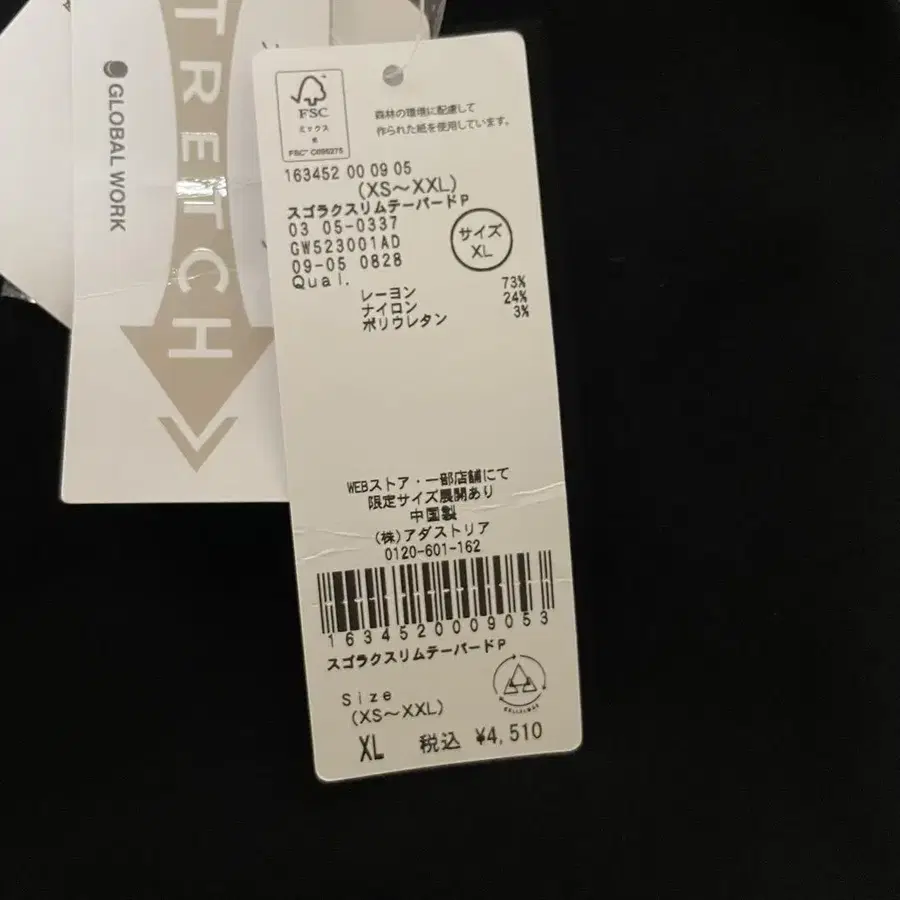 STRETCH
GLOBAL WORK
FSC
ミックス
FSC® C095275
森林の環境に配慮して
作られた紙を使用しています。
163452 00 09 05
(XS〜XXL)
スゴラクスリムテーパードP
03 05-0337
GW523001AD
09-05 0828
Qual.
サイズ
XL
レーヨン 73%
ナイロン 24%
ポリウレタン 3%
WEBストア・一部店舗にて
限定サイズ展開あり
中国製
(株)アダストリア
0120-601-162
1634520009053
スゴラクスリムテーパードP
Size
(XS〜XXL)
XL 税込 ¥4,510